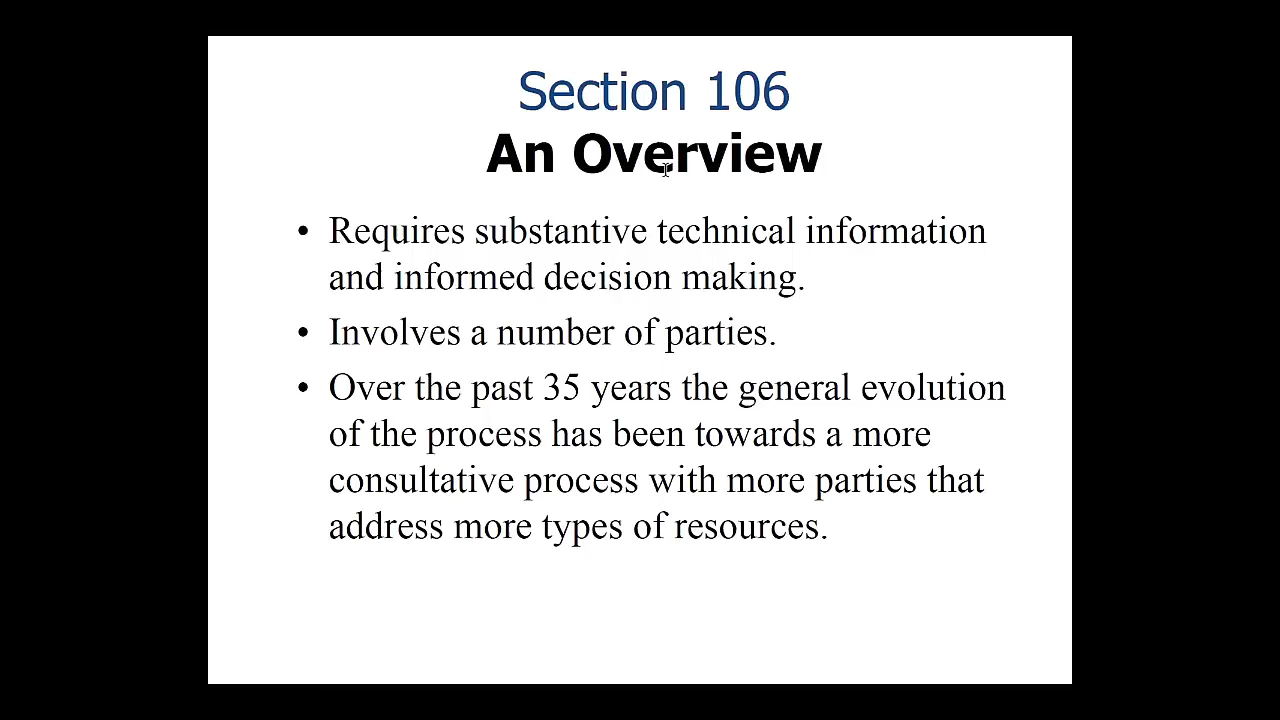 Section 106
An Overview
• Requires substantive technical information
and informed decision making.
• Involves a number of parties.
• Over the past 35 years the general evolution
of the process has been towards a more
consultative process with more parties that
address more types of resources.